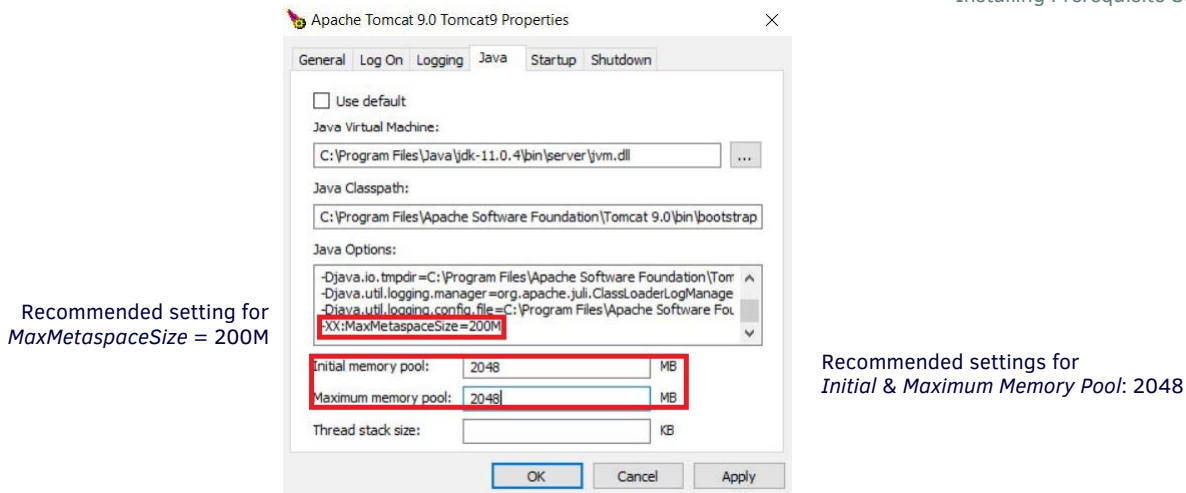 Apache Tomcat 9.0 Tomcat9 Properties
General Log On Logging Java Startup Shutdown
Use default
Java Virtual Machine:
C:\Program Files\Java\jdk-11.0.4\bin\server\jvm.dll
...
Java Classpath:
C:\Program Files\Apache Software Foundation\Tomcat 9.0\bin\bootstrap
Java Options:
-Djava.io.tmpdir=C:\Program Files\Apache Software Foundation\Tom
-Djava.util.logging.manager=org.apache.juli.ClassLoaderLogManage
-Djava.util.logging.config.file=C:\Program Files\Apache Software Fou
-XX:MaxMetaspaceSize=200M
Recommended setting for
MaxMetaspaceSize = 200M
Initial memory pool: 2048 MB
Maximum memory pool: 2048 MB
Recommended settings for
Initial & Maximum Memory Pool: 2048
Thread stack size: KB
OK Cancel Apply